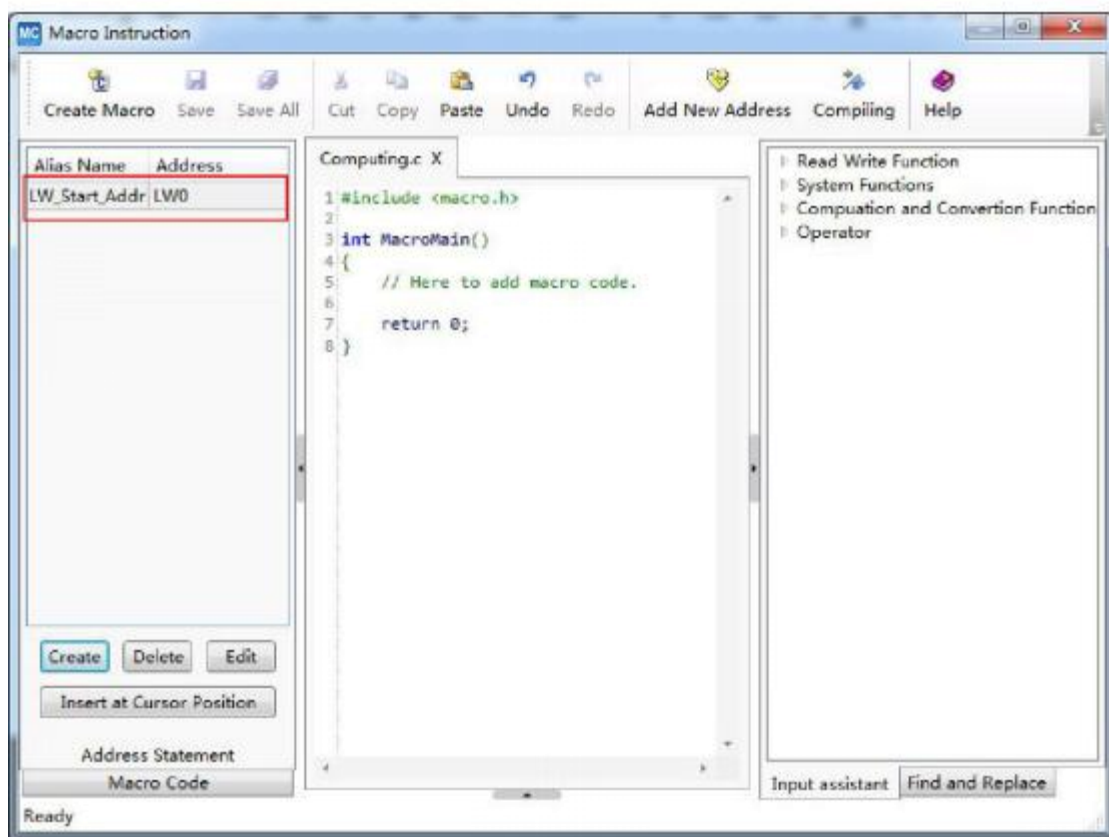 MC Macro Instruction
Create Macro Save Save All Cut Copy Paste Undo Redo Add New Address Compiling Help
Alias Name Address
LW_Start_Addr LW0
Computing.c X
1 #include <macro.h>
2
3 int MacroMain()
4 {
5 // Here to add macro code.
6
7 return 0;
8 }
Read Write Function
System Functions
Compuation and Convertion Function
Operator
Create Delete Edit
Insert at Cursor Position
Address Statement
Macro Code
Input assistant Find and Replace
Ready